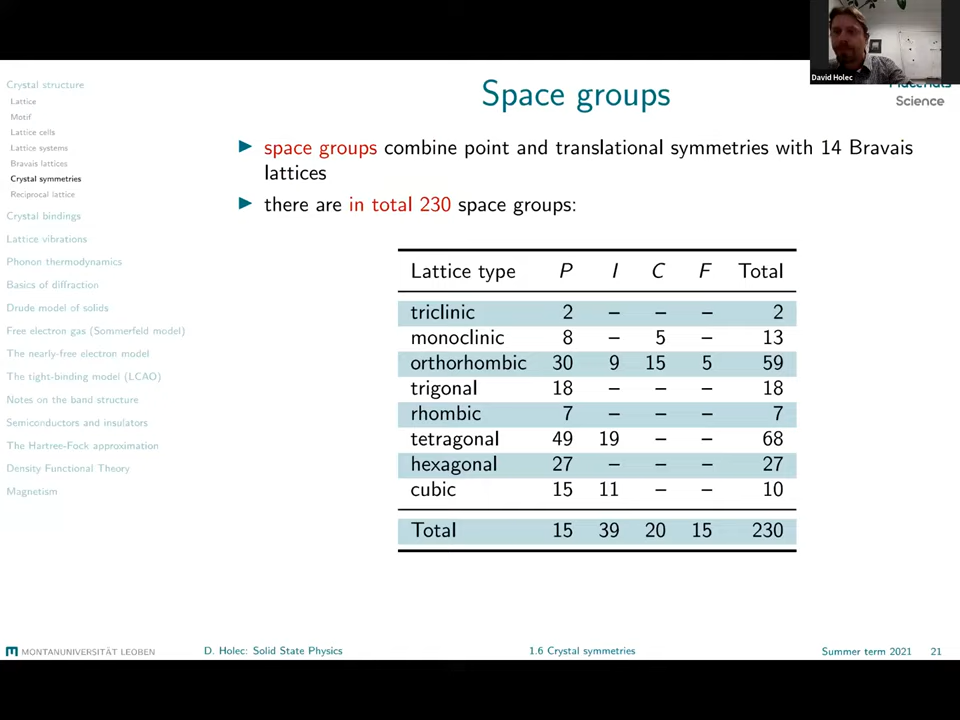 David Holec
Materials
Science
Crystal structure
Lattice
Motif
Lattice cells
Lattice systems
Bravais lattices
Crystal symmetries
Reciprocal lattice
Crystal bindings
Lattice vibrations
Phonon thermodynamics
Basics of diffraction
Drude model of solids
Free electron gas (Sommerfeld model)
The nearly-free electron model
The tight-binding model (LCAO)
Notes on the band structure
Semiconductors and insulators
The Hartree-Fock approximation
Density Functional Theory
Magnetism
Space groups
▶ space groups combine point and translational symmetries with 14 Bravais
lattices
▶ there are in total 230 space groups:
Lattice type P I C F Total
triclinic 2 – – – 2
monoclinic 8 – 5 – 13
orthorhombic 30 9 15 5 59
trigonal 18 – – – 18
rhombic 7 – – – 7
tetragonal 49 19 – – 68
hexagonal 27 – – – 27
cubic 15 11 – – 10
Total 15 39 20 15 230
MONTANUNIVERSITÄT LEOBEN
D. Holec: Solid State Physics
1.6 Crystal symmetries
Summer term 2021 21